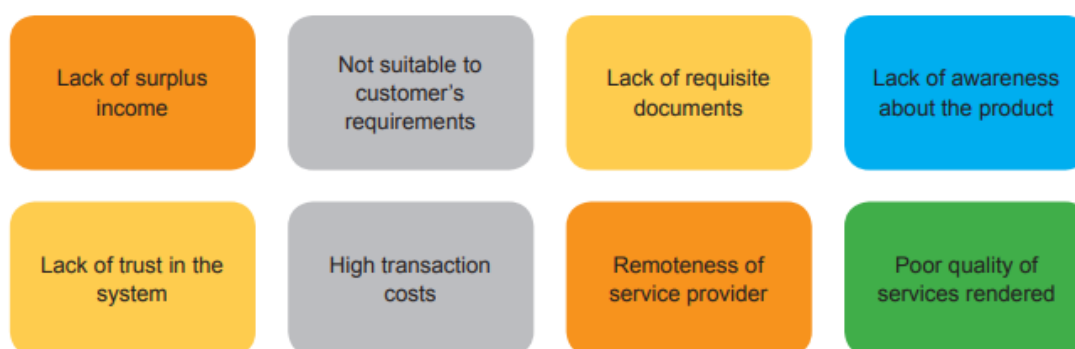 Lack of surplus
income
Not suitable to
customer's
requirements
Lack of requisite
documents
Lack of awareness
about the product
Lack of trust in the
system
High transaction
costs
Remoteness of
service provider
Poor quality of
services rendered